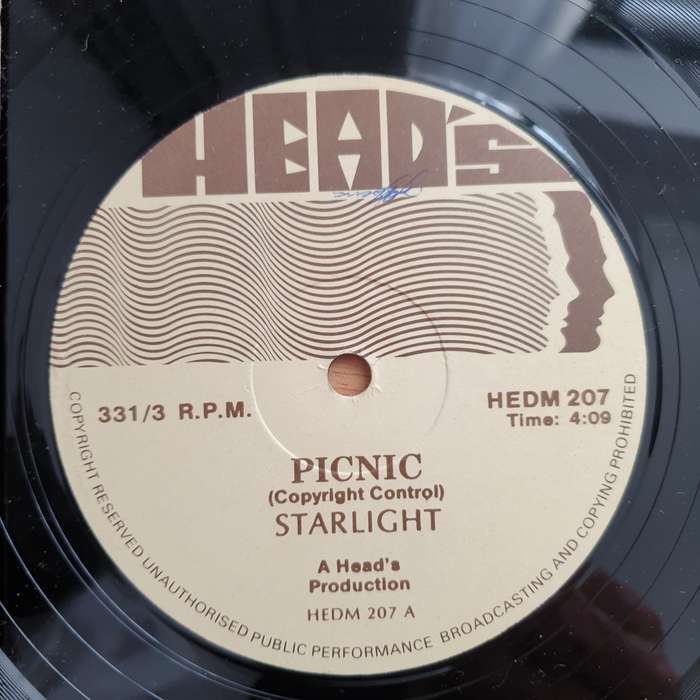 HEAD's
331/3 R.P.M.
HEDM 207
Time: 4:09
PICNIC
(Copyright Control)
STARLIGHT
A Head's
Production
HEDM 207 A
COPYRIGHT RESERVED UNAUTHORISED PUBLIC PERFORMANCE BROADCASTING AND COPYING PROHIBITED